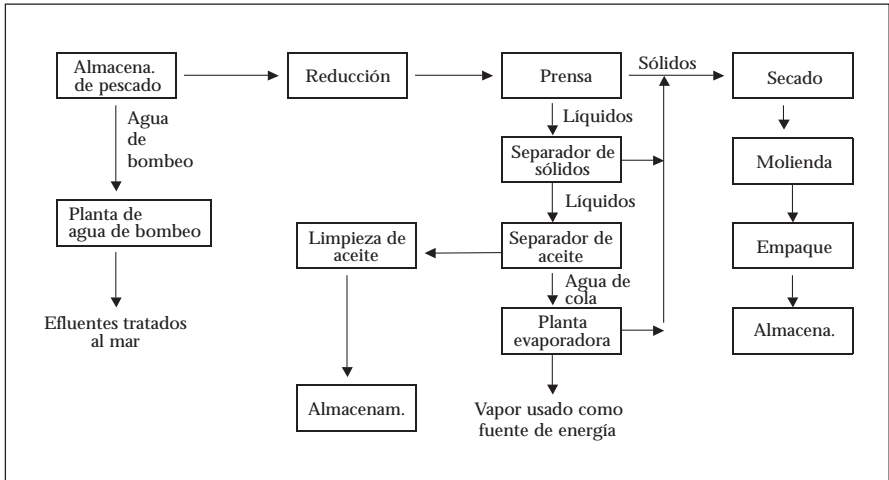 Almacena.
de pescado
Reducción
Prensa
Sólidos
Secado
Agua
de
bombeo
Líquidos
Separador de
sólidos
Molienda
Líquidos
Planta de
agua de bombeo
Limpieza de
aceite
Separador de
aceite
Empaque
Agua de
cola
Efluentes tratados
al mar
Planta
evaporadora
Almacena.
Almacenam.
Vapor usado como
fuente de energía